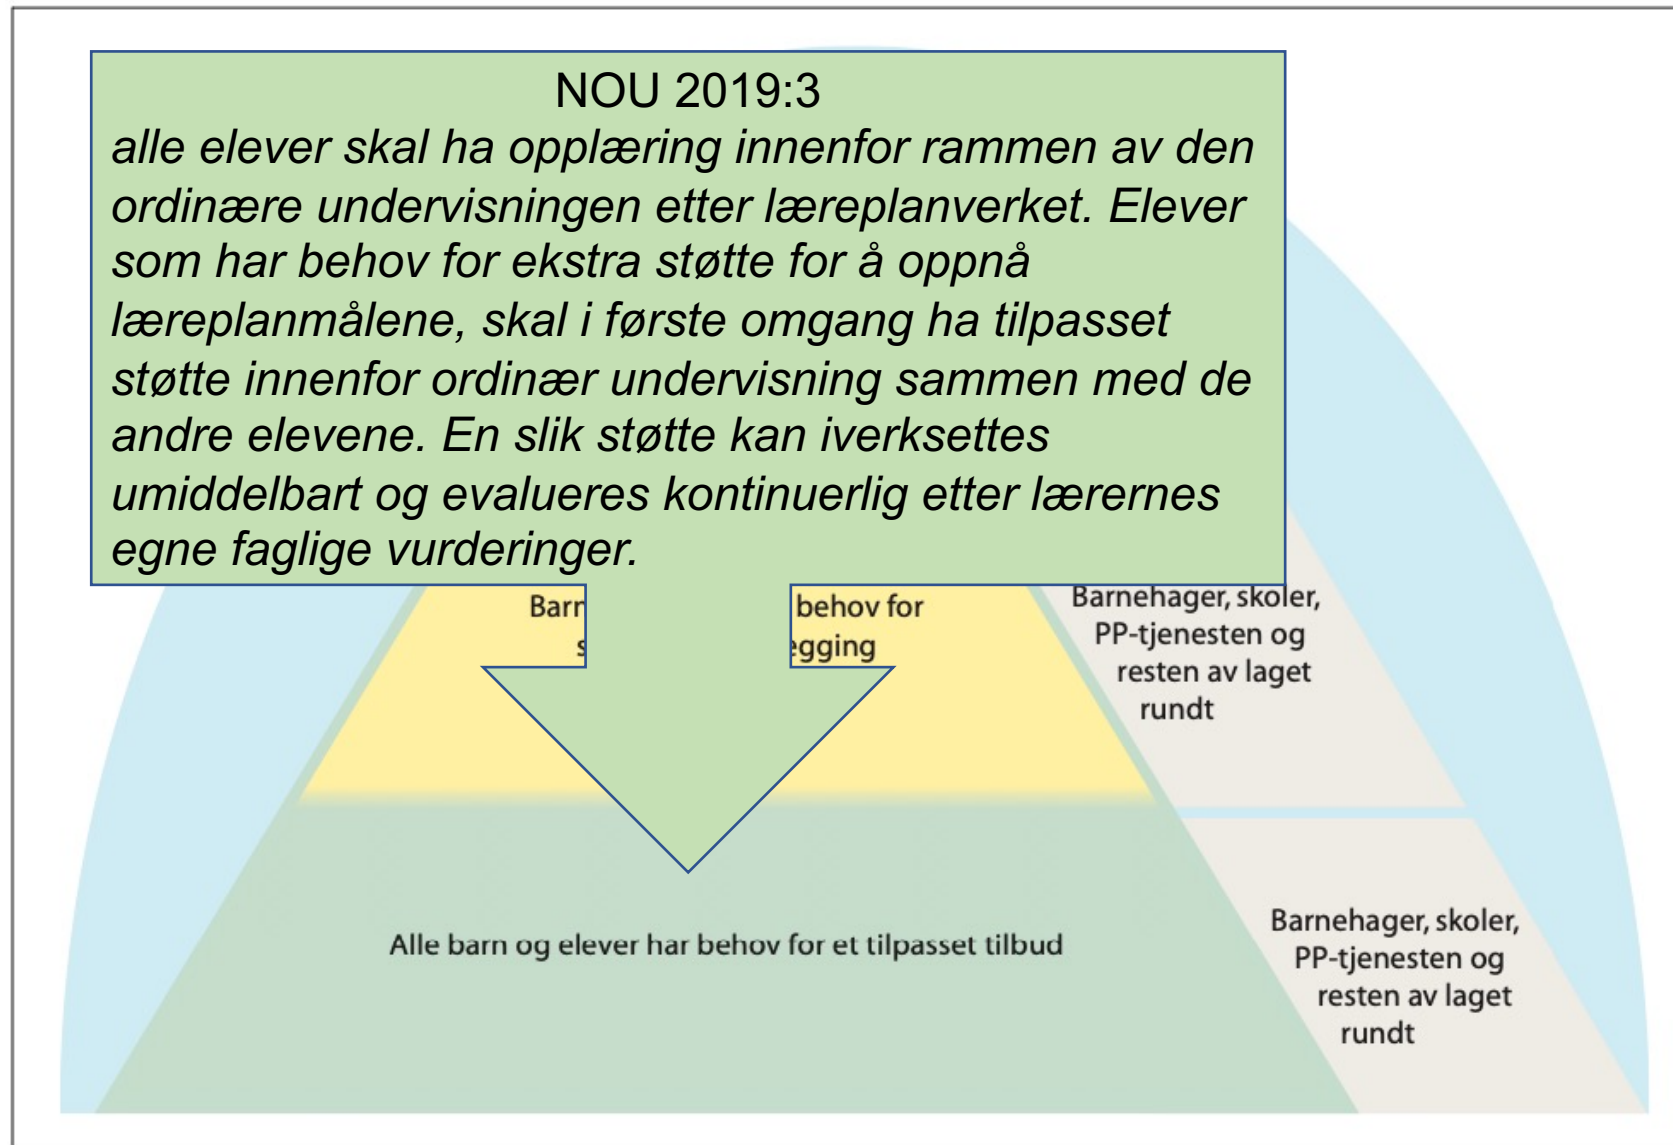 NOU 2019:3
alle elever skal ha opplæring innenfor rammen av den
ordinære undervisningen etter læreplanverket. Elever
som har behov for ekstra støtte for å oppnå
læreplanmålene, skal i første omgang ha tilpasset
støtte innenfor ordinær undervisning sammen med de
andre elevene. En slik støtte kan iverksettes
umiddelbart og evalueres kontinuerlig etter lærernes
egne faglige vurderinger.
behov for
Barnehager, skoler,
PP-tjenesten og
resten av laget
rundt
Alle barn og elever har behov for et tilpasset tilbud
Barnehager, skoler,
PP-tjenesten og
resten av laget
rundt